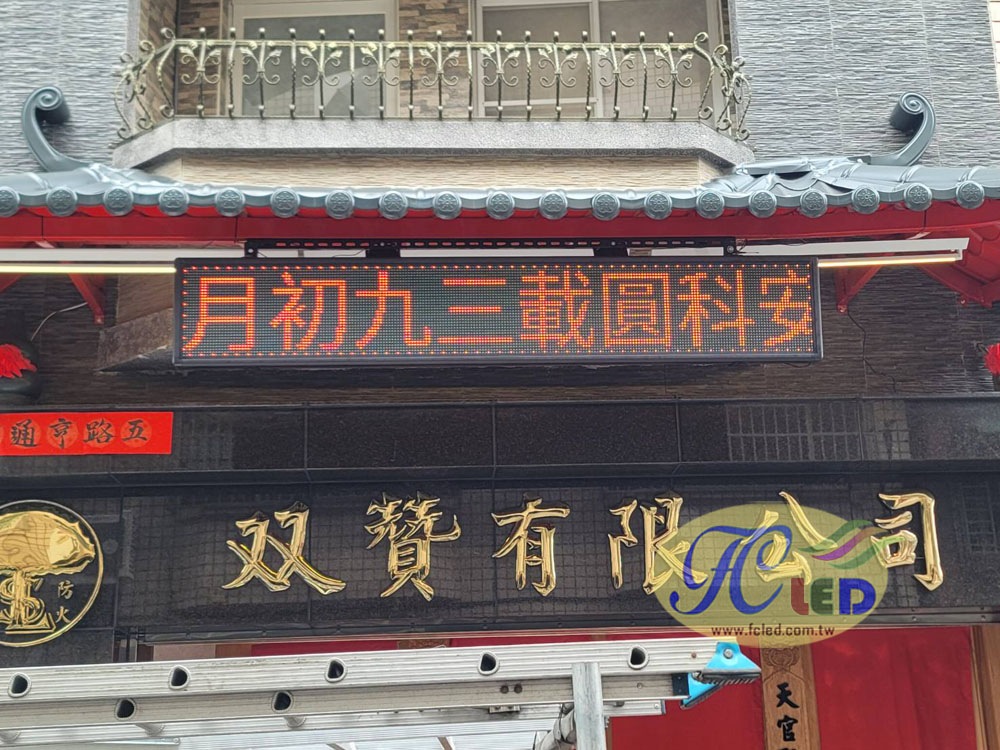 月初九三載圓科安
通亨路五
双贊有限公司
防火
FC LED
www.fcled.com.tw
天官